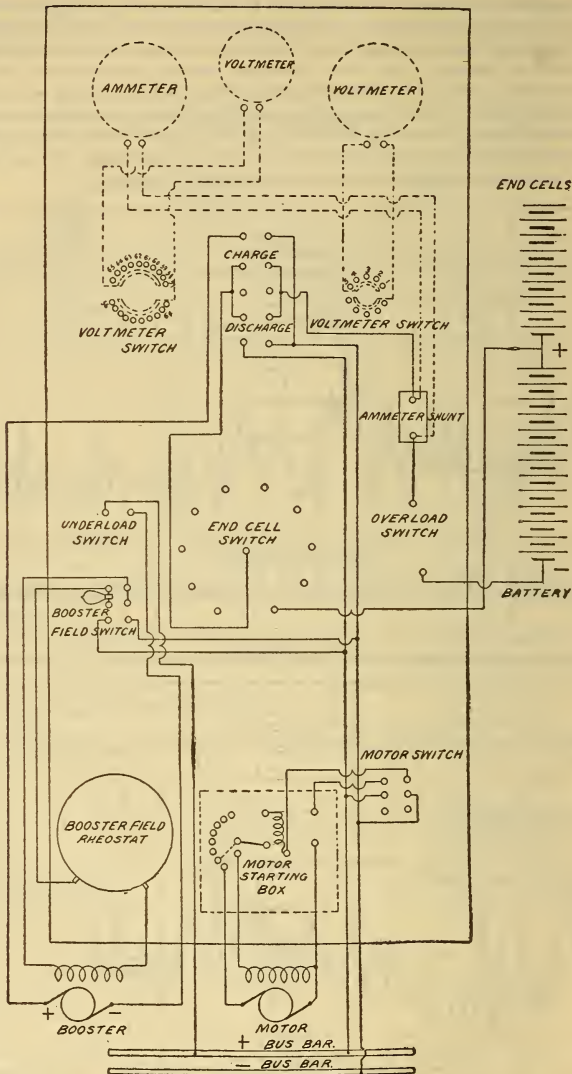 AMMETER
VOLTMETER
VOLTMETER
END CELLS
CHARGE
DISCHARGE
VOLTMETER
SWITCH
VOLTMETER SWITCH
+
AMMETER SHUNT
UNDERLOAD
SWITCH
END CELL
SWITCH
OVERLOAD
SWITCH
-
BATTERY
BOOSTER
FIELD SWITCH
MOTOR SWITCH
BOOSTER FIELD
RHEOSTAT
MOTOR
STARTING
BOX
+ -
BOOSTER
MOTOR
+ BUS BAR.
- BUS BAR.